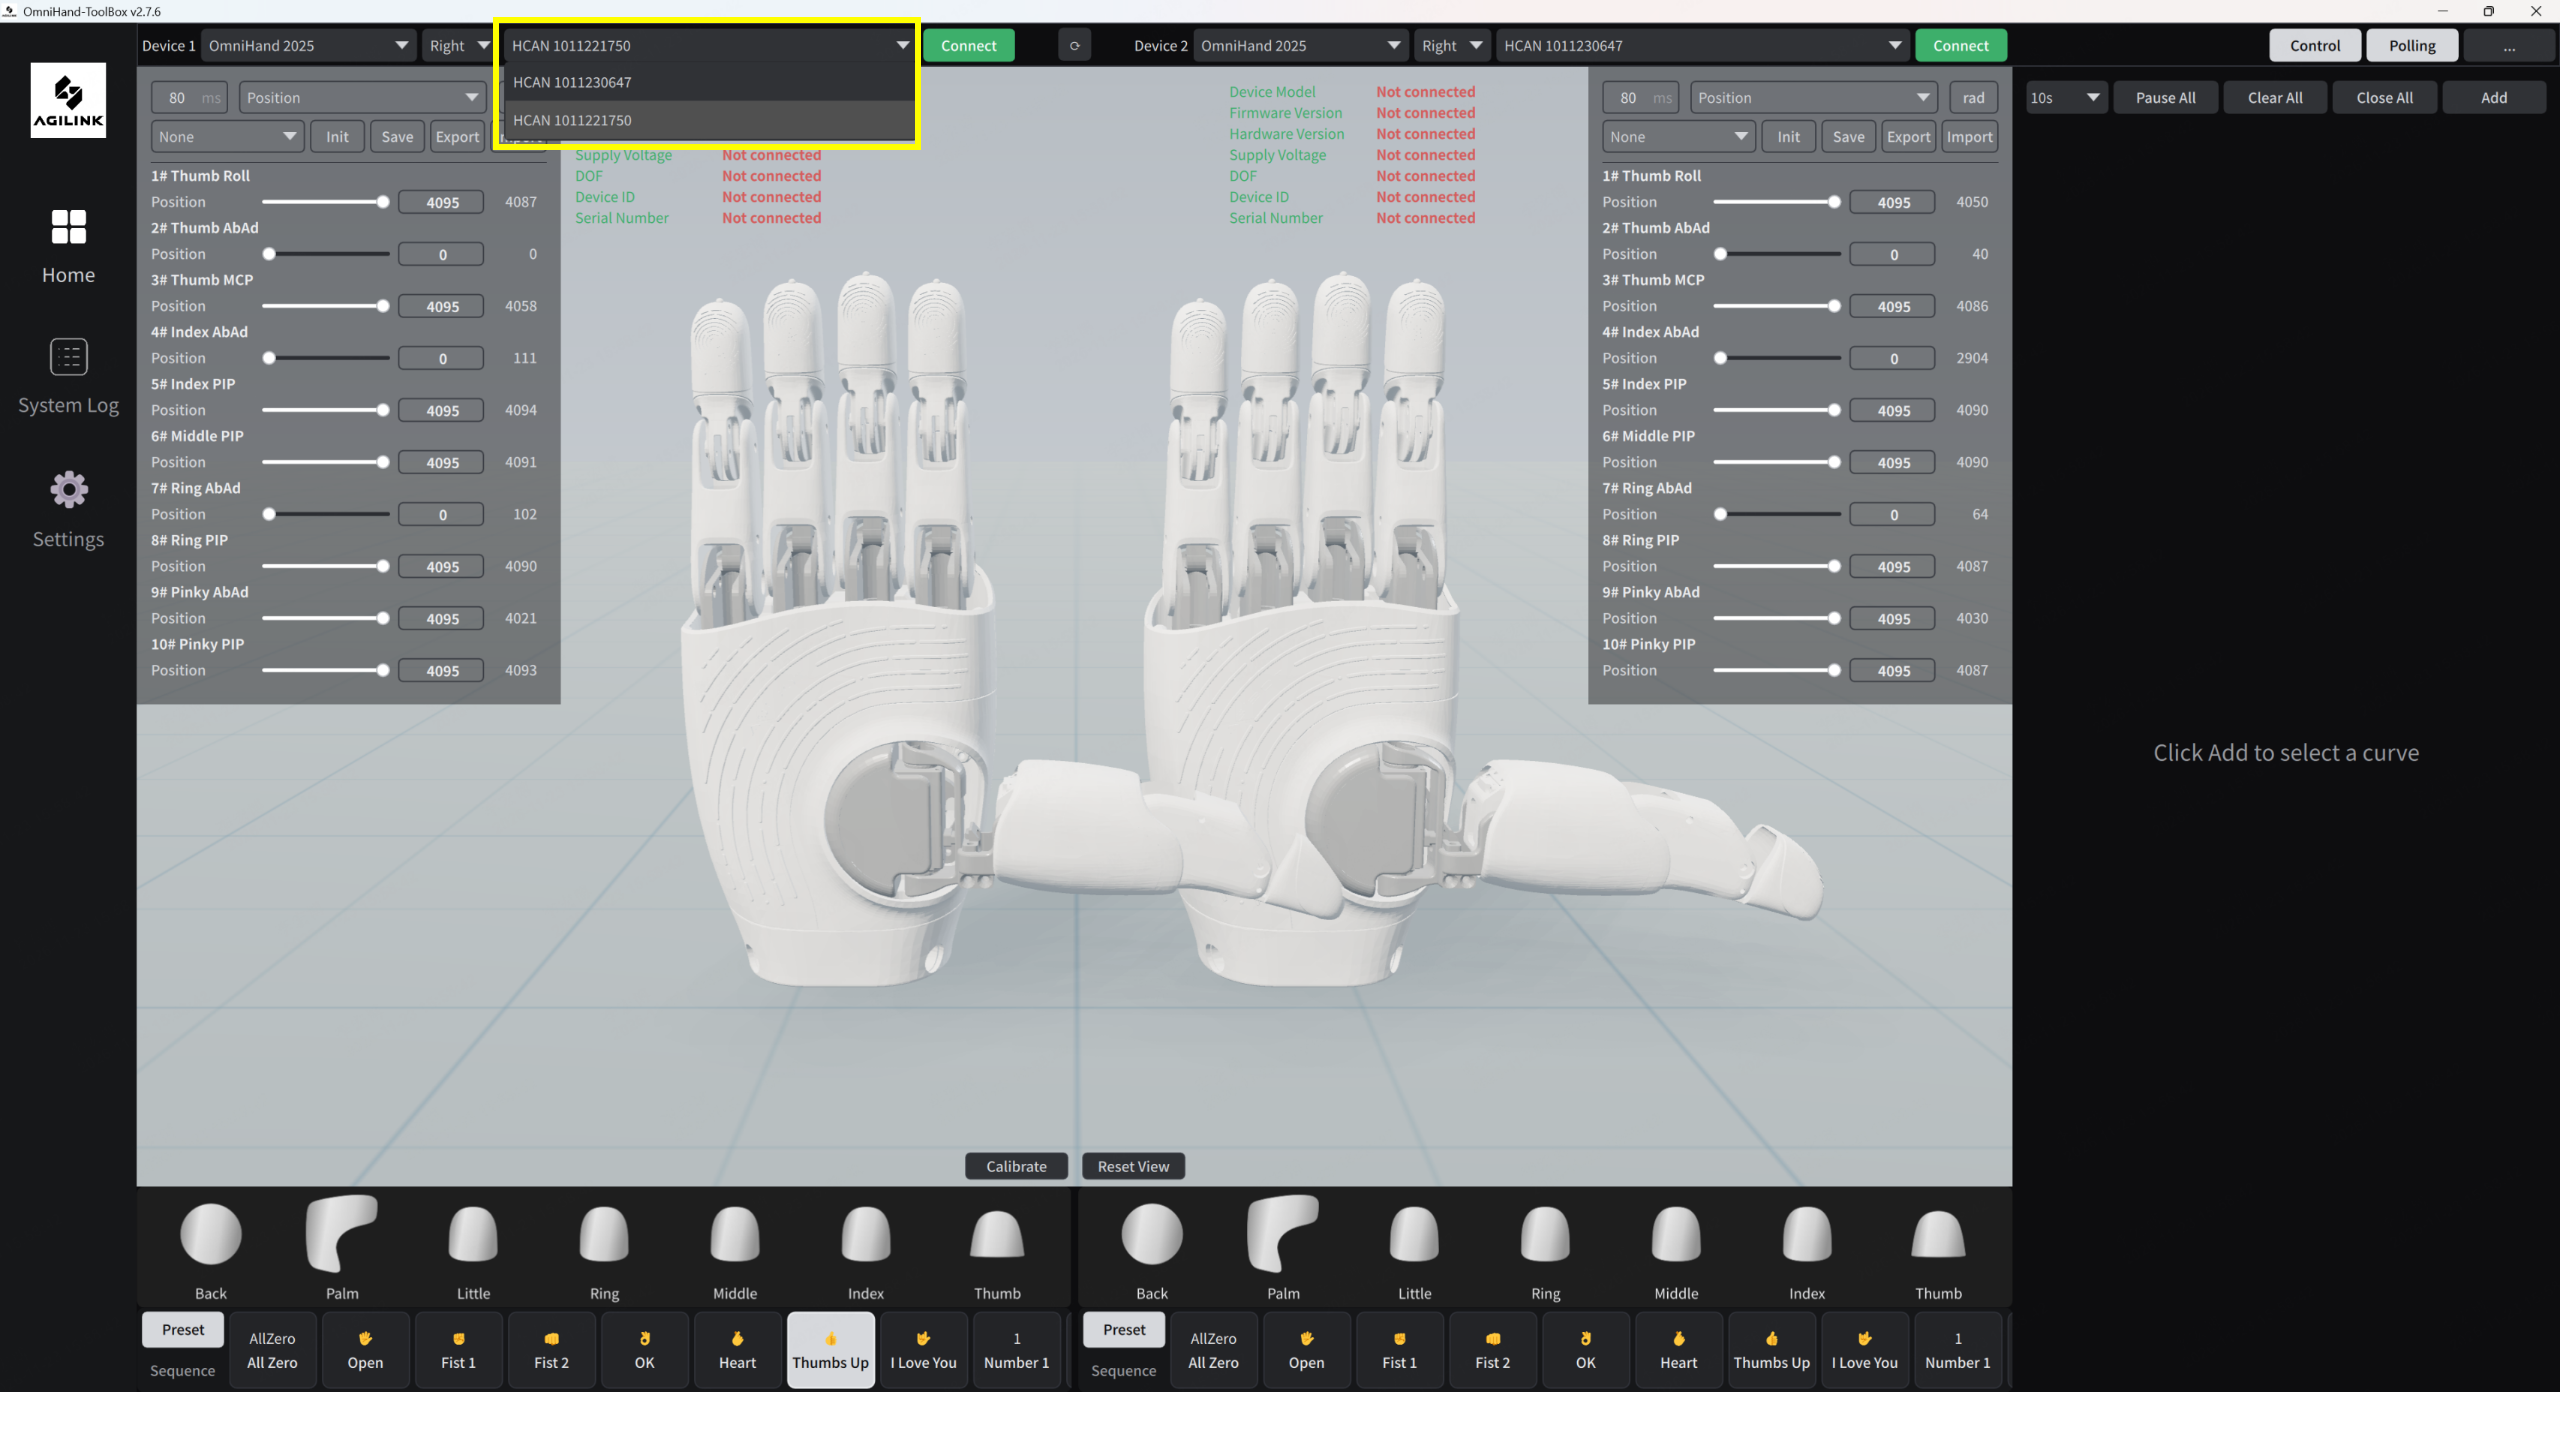 OmniHand-ToolBox v2.7.6
Device 1 OmniHand 2025 Right HCAN 1011221750 Connect
Device 2 OmniHand 2025 Right HCAN 1011230647 Connect
Control Polling ...
HCAN 1011230647
HCAN 1011221750
AGILINK
Home
System Log
Settings
80 ms Position
None Init Save Export
1# Thumb Roll
Position 4095 4087
2# Thumb AbAd
Position 0 0
3# Thumb MCP
Position 4095 4058
4# Index AbAd
Position 0 111
5# Index PIP
Position 4095 4094
6# Middle PIP
Position 4095 4091
7# Ring AbAd
Position 0 102
8# Ring PIP
Position 4095 4090
9# Pinky AbAd
Position 4095 4021
10# Pinky PIP
Position 4095 4093
Supply Voltage Not connected
DOF Not connected
Device ID Not connected
Serial Number Not connected
Device Model Not connected
Firmware Version Not connected
Hardware Version Not connected
Supply Voltage Not connected
DOF Not connected
Device ID Not connected
Serial Number Not connected
80 ms Position rad
None Init Save Export Import
1# Thumb Roll
Position 4095 4050
2# Thumb AbAd
Position 0 40
3# Thumb MCP
Position 4095 4086
4# Index AbAd
Position 0 2904
5# Index PIP
Position 4095 4090
6# Middle PIP
Position 4095 4090
7# Ring AbAd
Position 0 64
8# Ring PIP
Position 4095 4087
9# Pinky AbAd
Position 4095 4030
10# Pinky PIP
Position 4095 4087
10s Pause All Clear All Close All Add
Click Add to select a curve
Calibrate Reset View
Back Palm Little Ring Middle Index Thumb
Back Palm Little Ring Middle Index Thumb
Preset
Sequence
AllZero
All Zero
Open
Fist 1
Fist 2
OK
Heart
Thumbs Up
I Love You
1
Number 1
Preset
Sequence
AllZero
All Zero
Open
Fist 1
Fist 2
OK
Heart
Thumbs Up
I Love You
1
Number 1